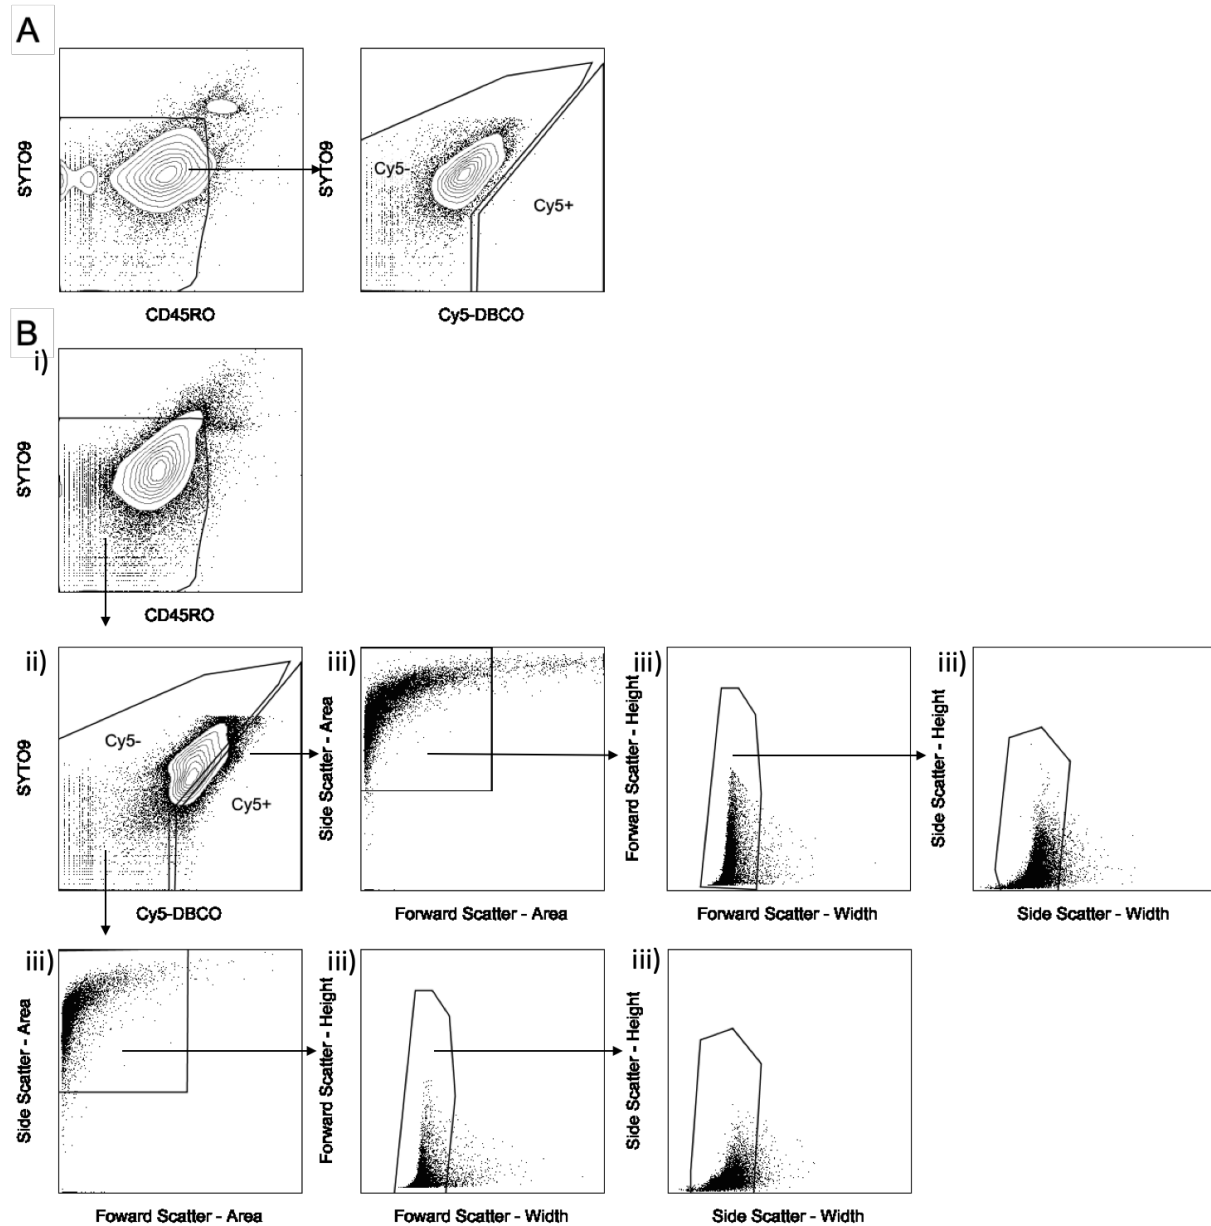 A
SYTO9
CD45RO
SYTO9
Cy5-
Cy5+
Cy5-DBCO
B
i)
SYTO9
CD45RO
ii)
SYTO9
Cy5-
Cy5+
Cy5-DBCO
iii)
Side Scatter - Area
Forward Scatter - Area
iii)
Forward Scatter - Height
Forward Scatter - Width
iii)
Side Scatter - Height
Side Scatter - Width
iii)
Side Scatter - Area
Foward Scatter - Area
iii)
Forward Scatter - Height
Foward Scatter - Width
iii)
Side Scatter - Height
Side Scatter - Width